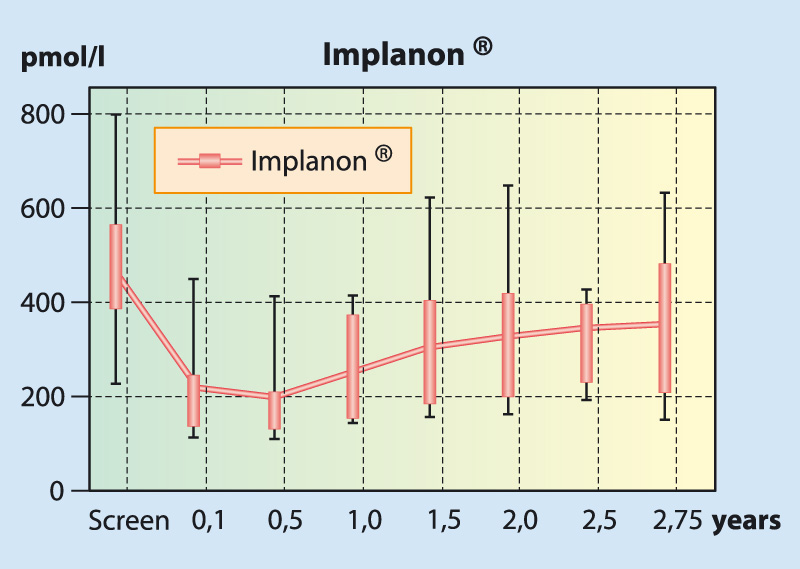 pmol/l
Implanon ®
800
Implanon ®
600
400
200
0
Screen 0,1 0,5 1,0 1,5 2,0 2,5 2,75 years